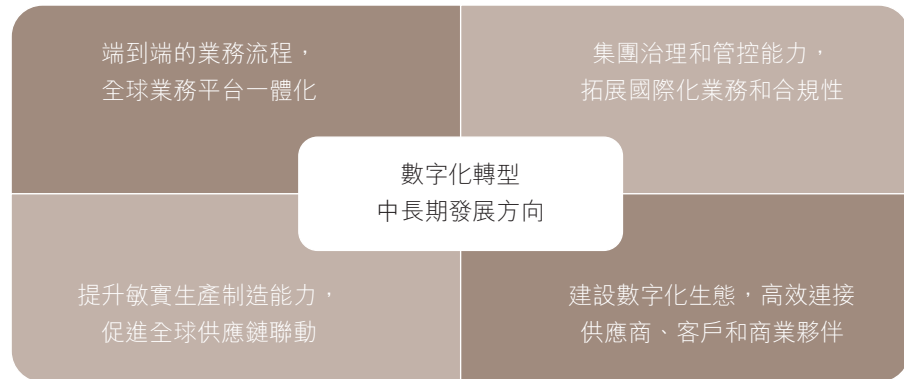 端到端的業務流程，
全球業務平台一體化
集團治理和管控能力，
拓展國際化業務和合規性
數字化轉型
中長期發展方向
提升敏實生產制造能力，
促進全球供應鏈聯動
建設數字化生態，高效連接
供應商、客戶和商業夥伴